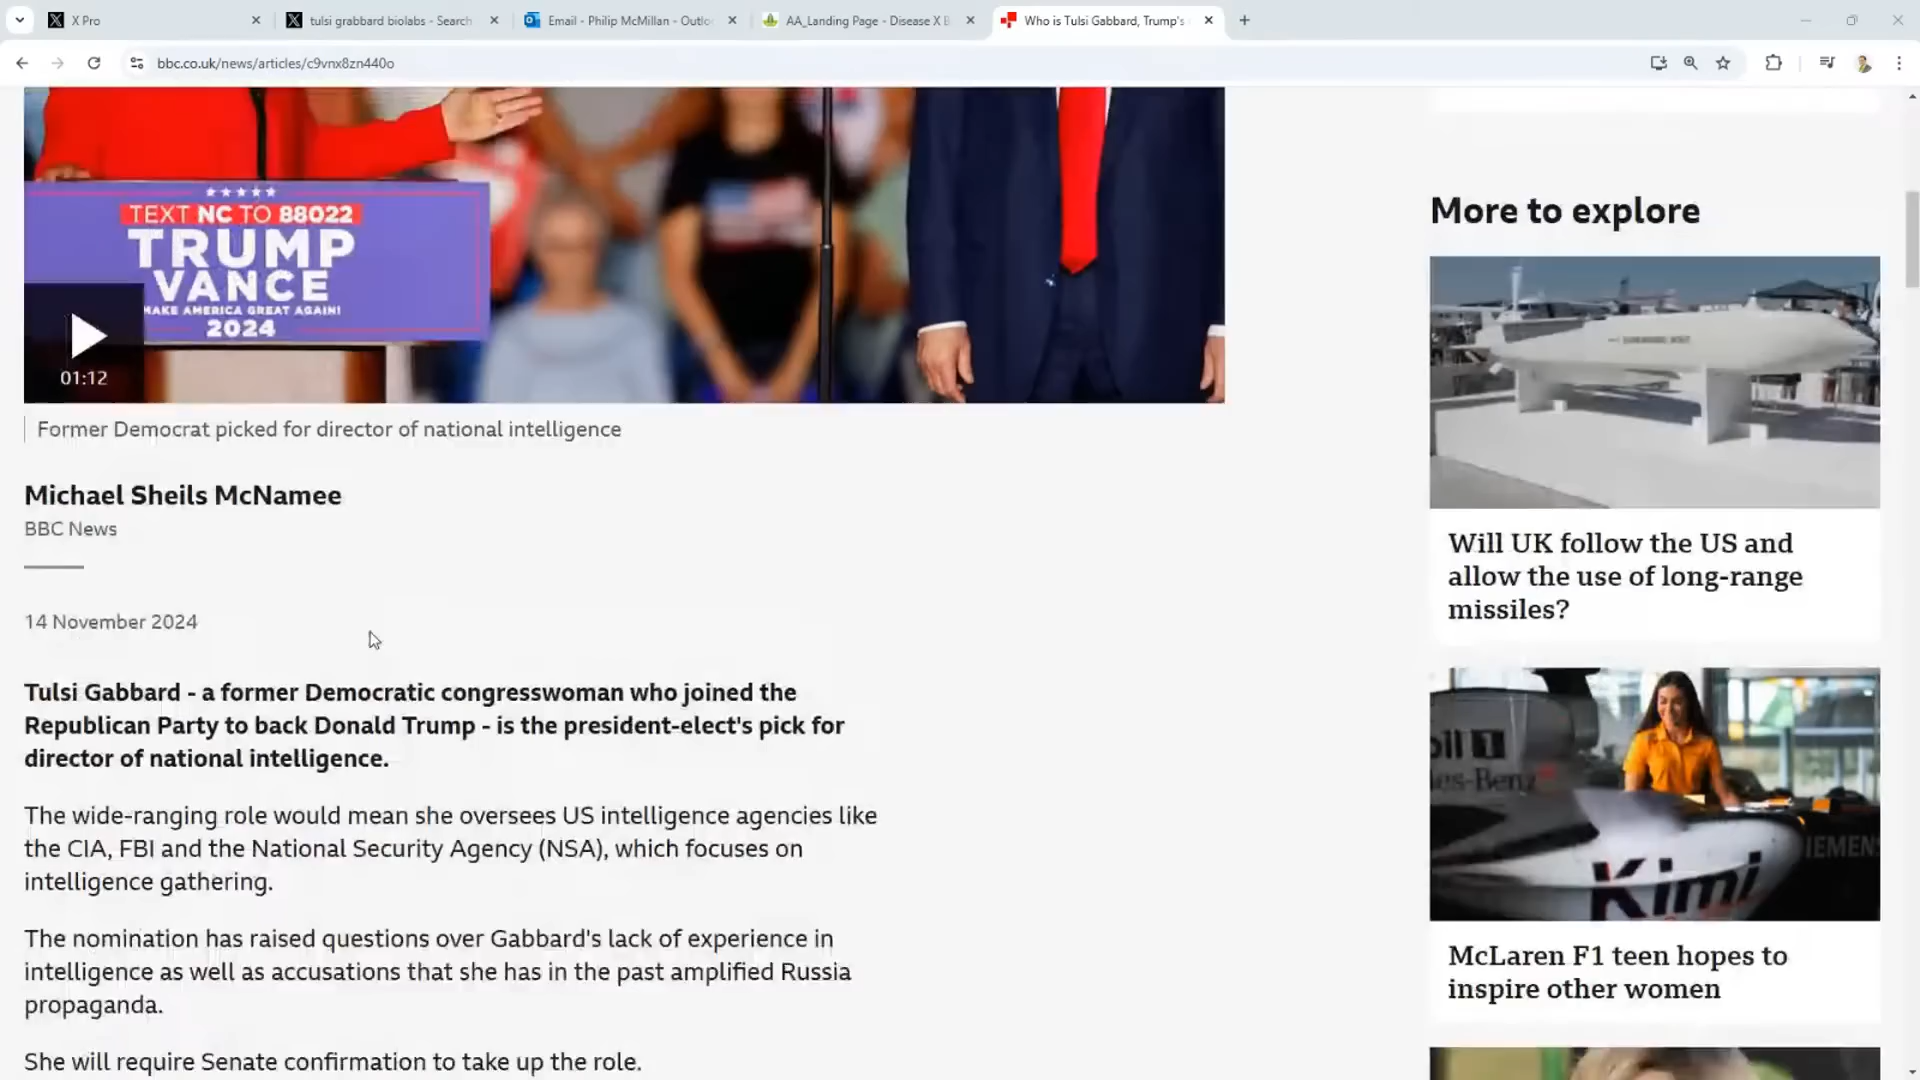 X Pro
tulsi grabbard biolabs - Search
Email - Philip McMillan - Outlo
AA_Landing Page - Disease X B
Who is Tulsi Gabbard, Trump's
bbc.co.uk/news/articles/c9vnx8zn440o
TEXT NC TO 88022
TRUMP
VANCE
MAKE AMERICA GREAT AGAIN!
2024
01:12
Former Democrat picked for director of national intelligence
Michael Sheils McNamee
BBC News
14 November 2024
Tulsi Gabbard - a former Democratic congresswoman who joined the
Republican Party to back Donald Trump - is the president-elect's pick for
director of national intelligence.
The wide-ranging role would mean she oversees US intelligence agencies like
the CIA, FBI and the National Security Agency (NSA), which focuses on
intelligence gathering.
The nomination has raised questions over Gabbard's lack of experience in
intelligence as well as accusations that she has in the past amplified Russia
propaganda.
She will require Senate confirmation to take up the role.
More to explore
Will UK follow the US and
allow the use of long-range
missiles?
des-Benz
IEMEN
Kimi
McLaren F1 teen hopes to
inspire other women